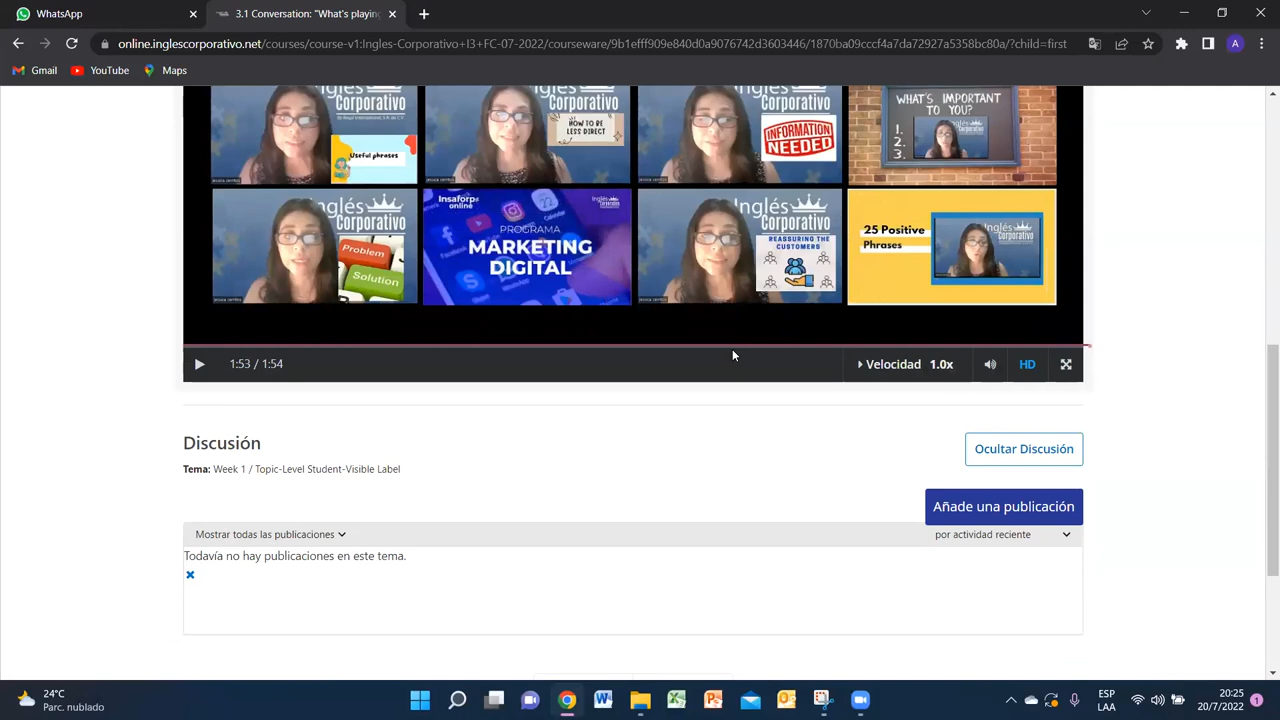 WhatsApp
3.1 Conversation: "What's playin
online.inglescorporativo.net/courses/course-v1:Ingles-Corporativo+I3+FC-07-2022/courseware/9b1efff909e840d0a9076742d3603446/1870ba09cccf4a7da72927a5358bc80a/?child=first
A
Gmail
YouTube
Maps
Inglés
Corporativo
Useful phrases
Inglés
Corporativo
HOW TO BE
LESS DIRECT
Inglés
Corporativo
INFORMATION
NEEDED
WHAT'S IMPORTANT
TO YOU?
1.
2.
3.
Inglés
Corporativo
Problem
Solution
Insaforp
online
Inglés
Corporativo
PROGRAMA
MARKETING
DIGITAL
Inglés
Corporativo
REASSURING THE
CUSTOMERS
25 Positive
Phrases
Inglés
Corporativo
1:53 / 1:54
Velocidad 1.0x
HD
Discusión
Ocultar Discusión
Tema: Week 1 / Topic-Level Student-Visible Label
Añade una publicación
Mostrar todas las publicaciones
por actividad reciente
Todavía no hay publicaciones en este tema.
24°C
Parc. nublado
ESP
LAA
20:25
20/7/2022